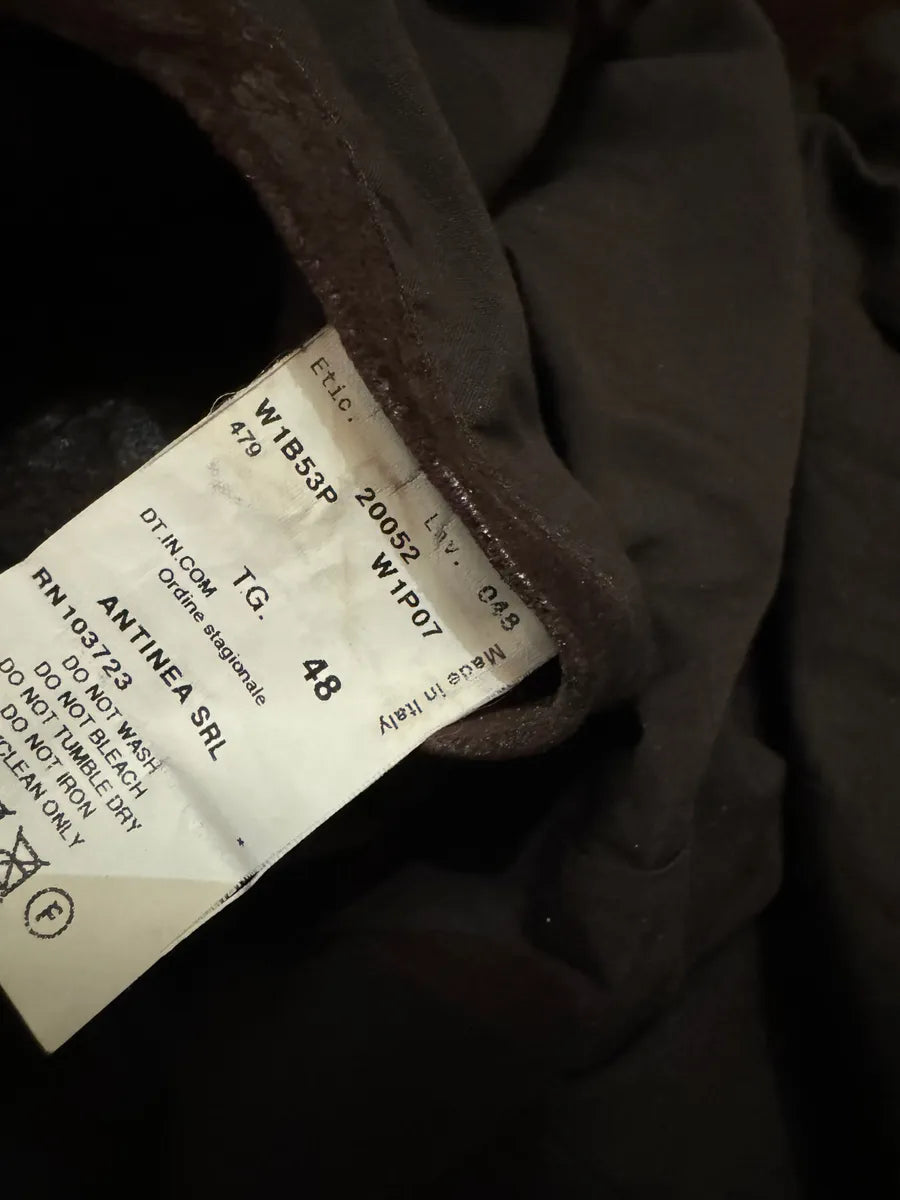 Etic. Lav. 048
W1B53P 20052 Made in Italy
479 W1P07
TG. 48
DT.IN.COM Ordine stagionale
ANTINEA SRL
RN103723
DO NOT WASH
DO NOT BLEACH
DO NOT TUMBLE DRY
DO NOT IRON
CLEAN ONLY
F